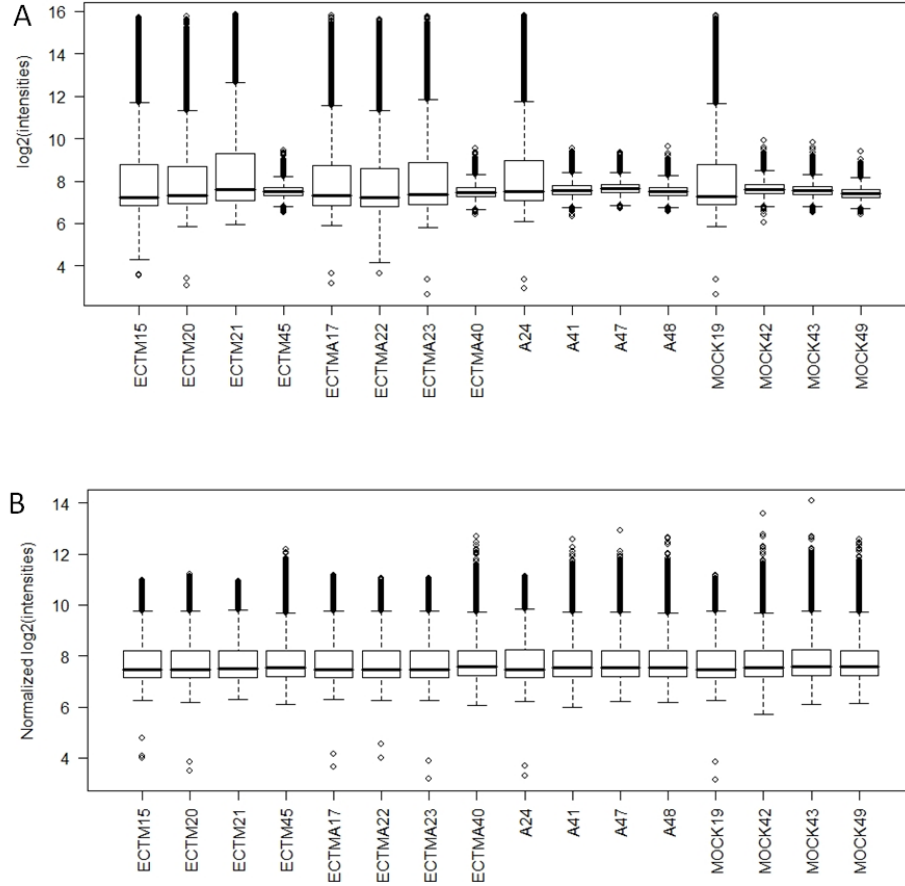 A
log2(intensities)
16
14
12
10
8
6
4
ECTM15
ECTM20
ECTM21
ECTM45
ECTMA17
ECTMA22
ECTMA23
ECTMA40
A24
A41
A47
A48
MOCK19
MOCK42
MOCK43
MOCK49
B
Normalized log2(intensities)
14
12
10
8
6
4
ECTM15
ECTM20
ECTM21
ECTM45
ECTMA17
ECTMA22
ECTMA23
ECTMA40
A24
A41
A47
A48
MOCK19
MOCK42
MOCK43
MOCK49